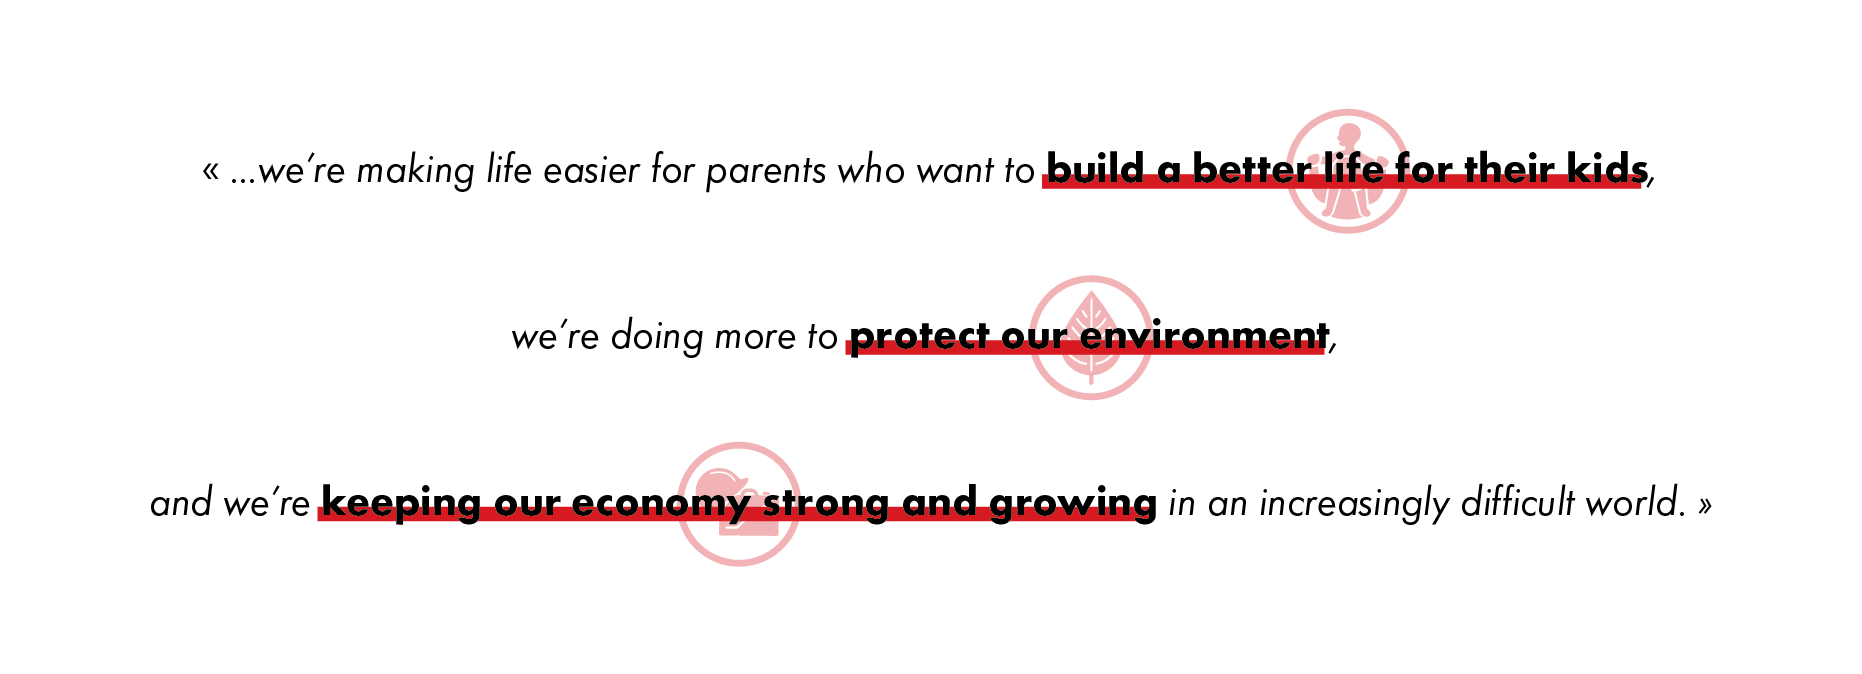 « ...we’re making life easier for parents who want to build a better life for their kids,
we’re doing more to protect our environment,
and we’re keeping our economy strong and growing in an increasingly difficult world. »